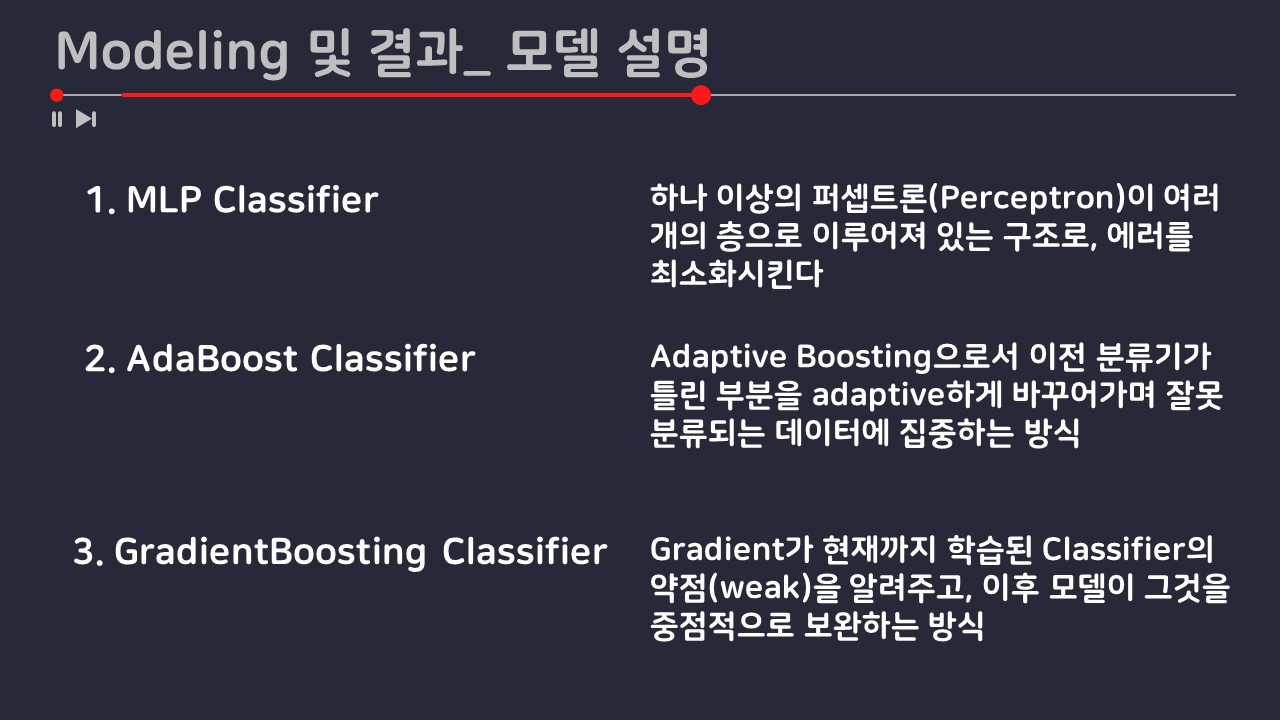 Modeling 및 결과_ 모델 설명
1. MLP Classifier
하나 이상의 퍼셉트론(Perceptron)이 여러
개의 층으로 이루어져 있는 구조로, 에러를
최소화시킨다
2. AdaBoost Classifier
Adaptive Boosting으로서 이전 분류기가
틀린 부분을 adaptive하게 바꾸어가며 잘못
분류되는 데이터에 집중하는 방식
3. GradientBoosting Classifier
Gradient가 현재까지 학습된 Classifier의
약점(weak)을 알려주고, 이후 모델이 그것을
중점적으로 보완하는 방식